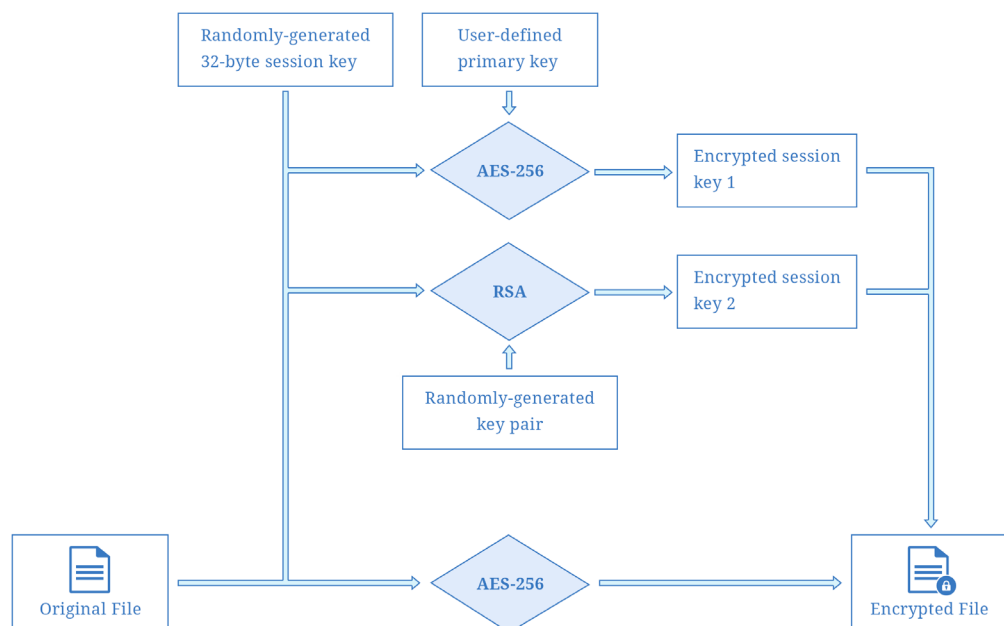 Randomly-generated
32-byte session key
User-defined
primary key
AES-256
Encrypted session
key 1
RSA
Encrypted session
key 2
Randomly-generated
key pair
Original File
AES-256
Encrypted File